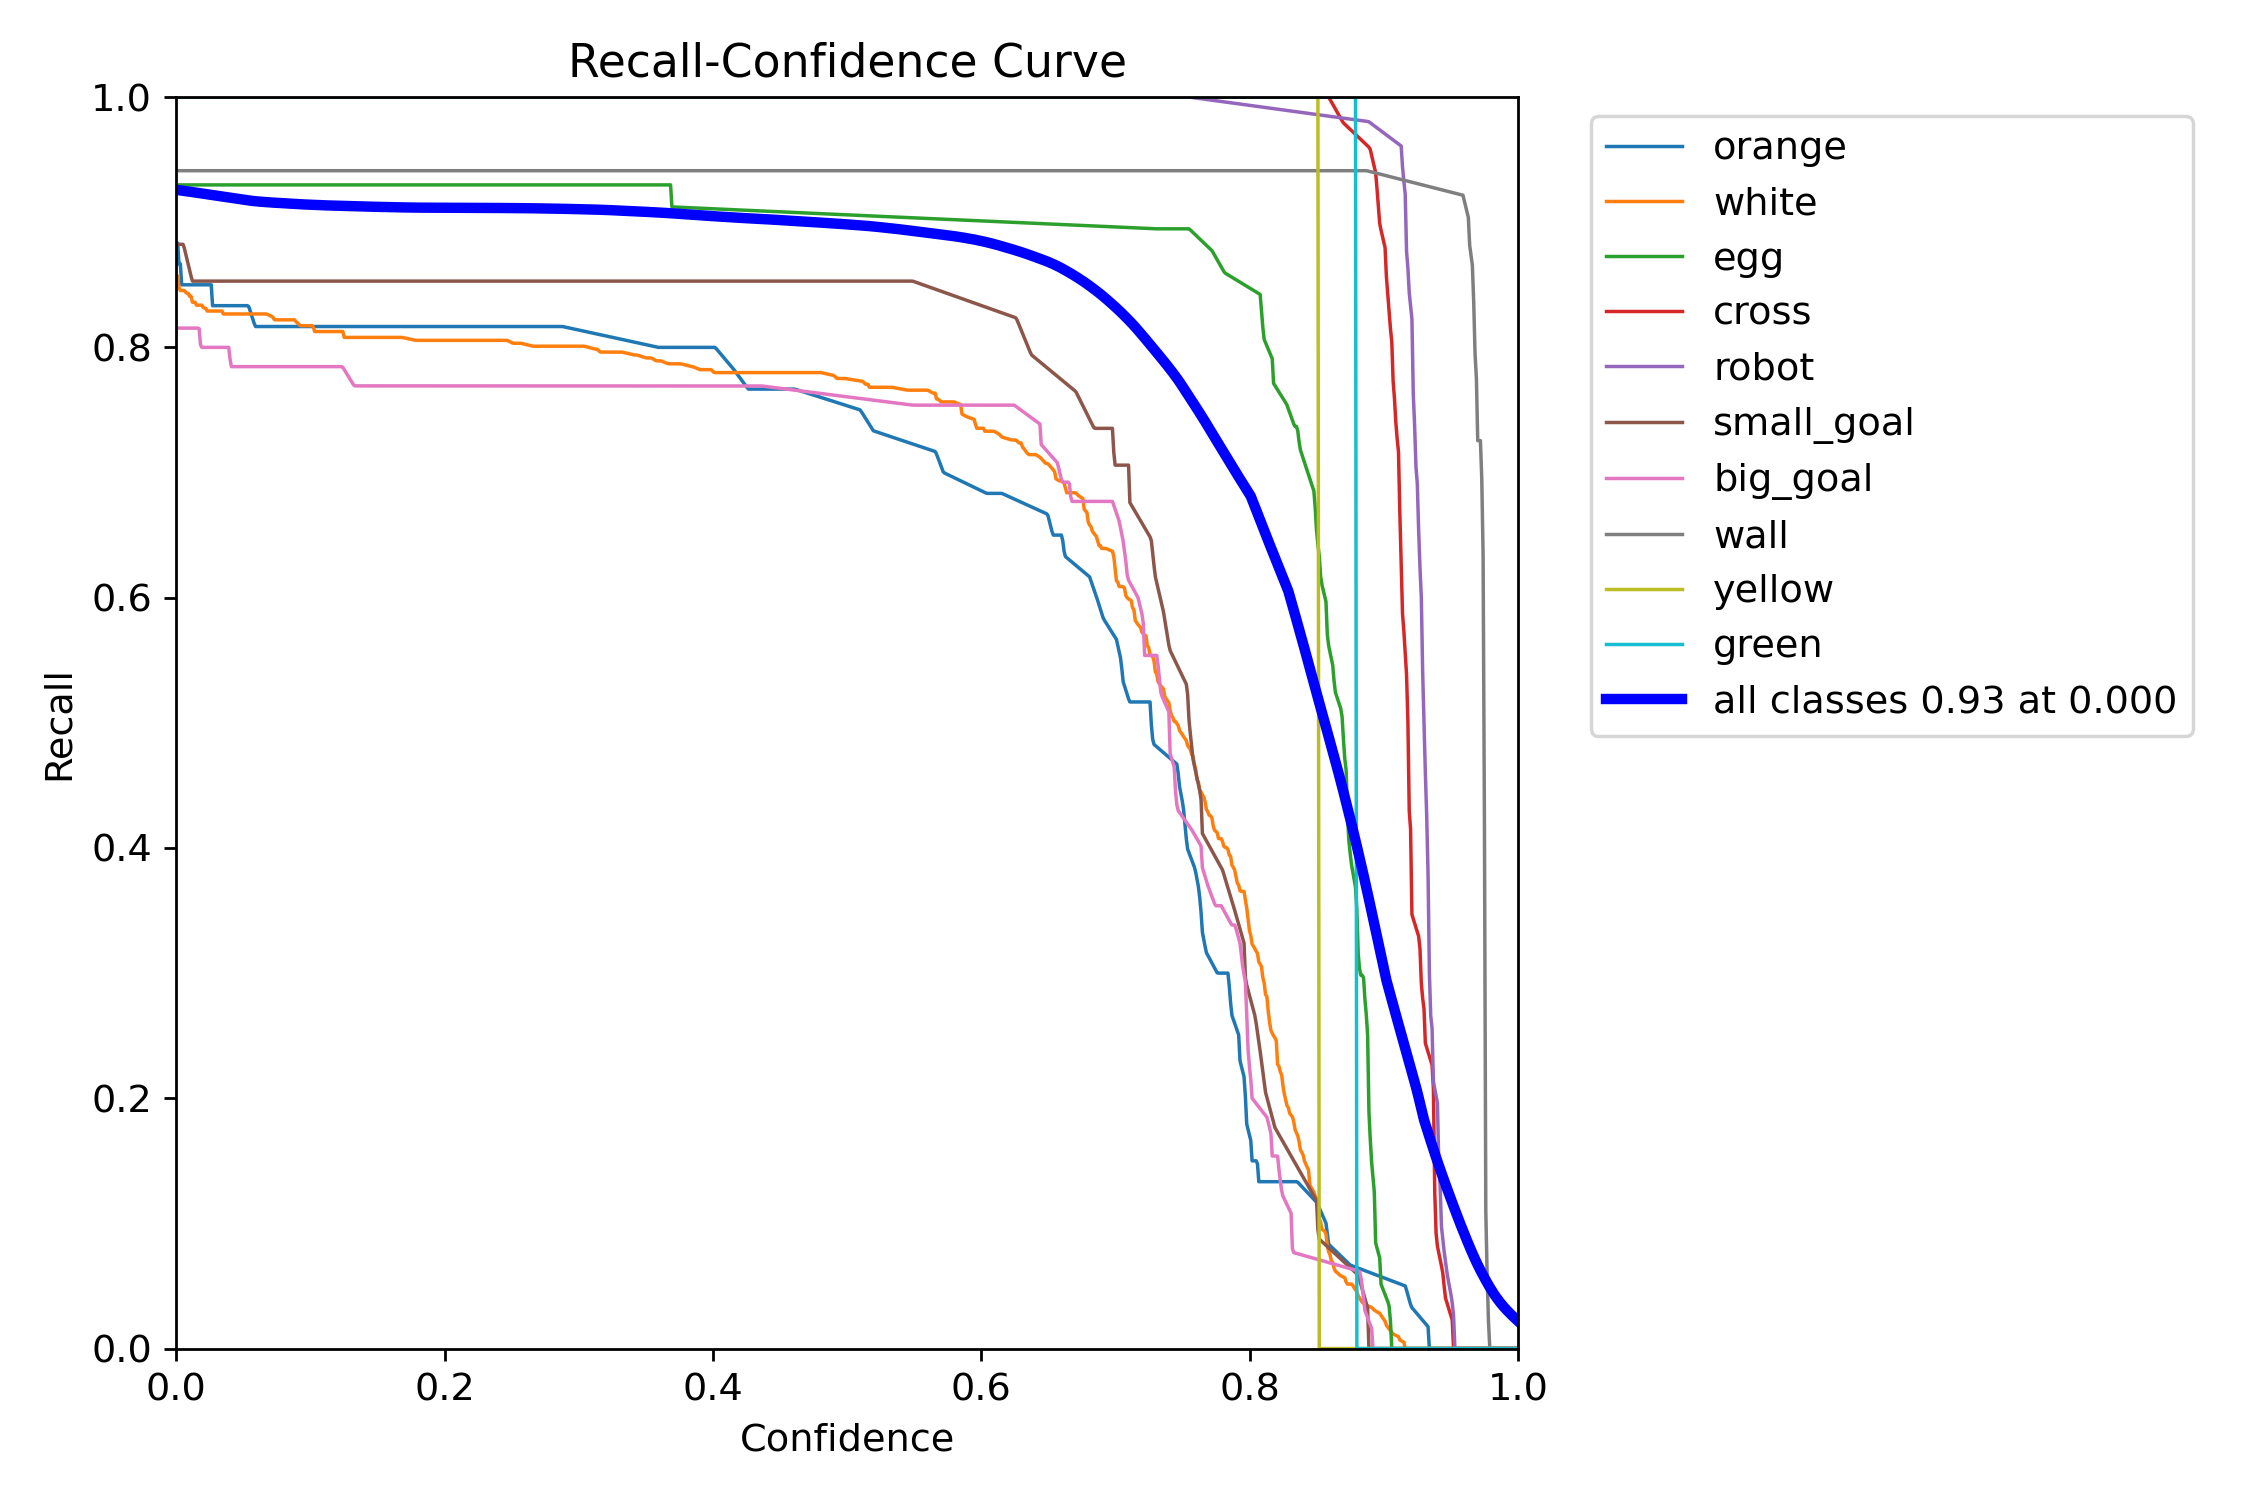 Recall-Confidence Curve
1.0
0.8
0.6
0.4
0.2
0.0
Recall
0.0 0.2 0.4 0.6 0.8 1.0
Confidence
orange
white
egg
cross
robot
small_goal
big_goal
wall
yellow
green
all classes 0.93 at 0.000